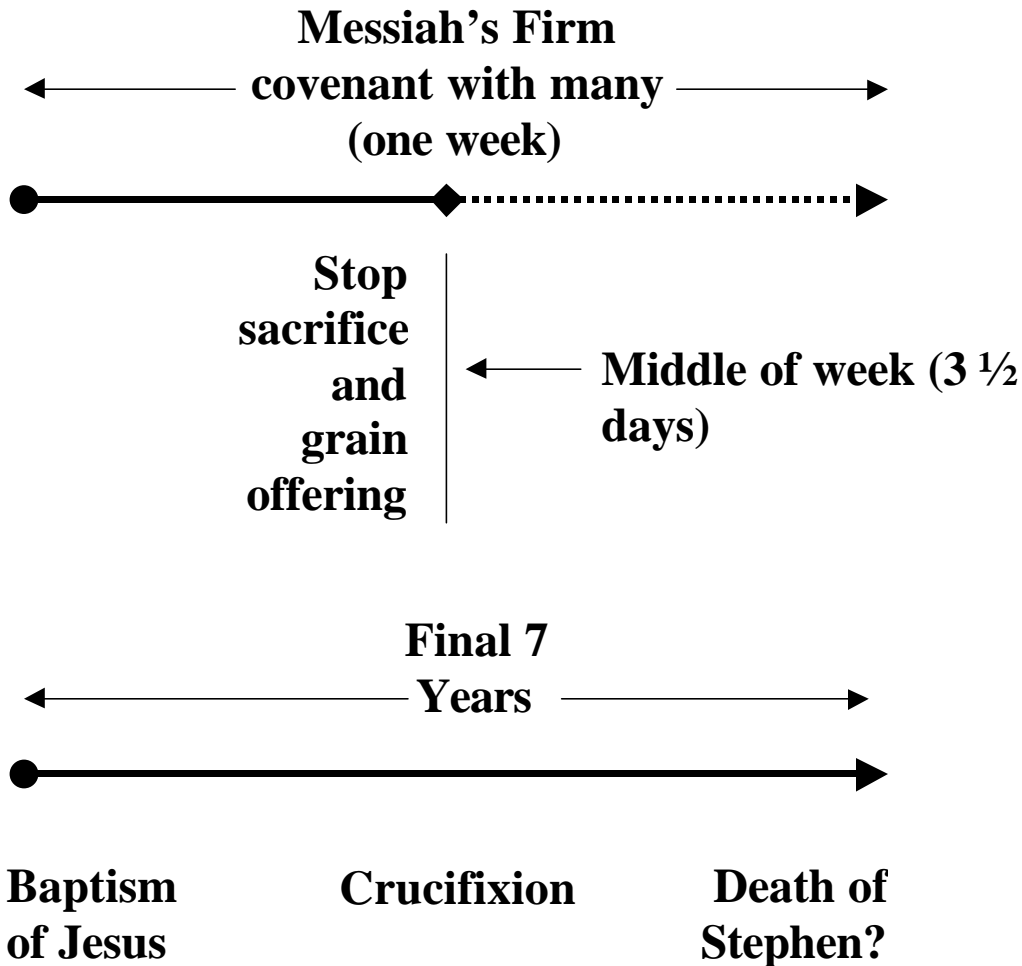 Messiah’s Firm
covenant with many
(one week)
Stop
sacrifice
and
grain
offering
Middle of week (3 ½
days)
Final 7
Years
Baptism
of Jesus
Crucifixion
Death of
Stephen?